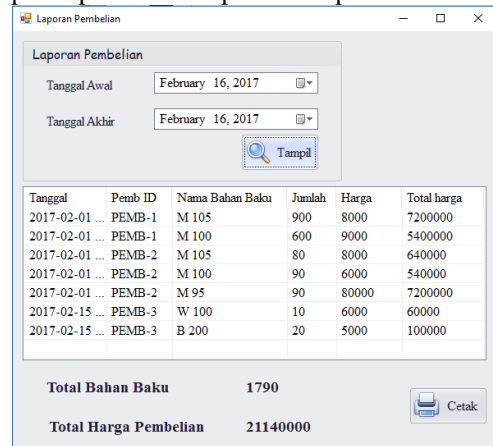 Laporan Pembelian
Laporan Pembelian
Tanggal Awal February 16, 2017
Tanggal Akhir February 16, 2017
Tampil
Tanggal Pemb ID Nama Bahan Baku Jumlah Harga Total harga
2017-02-01 ... PEMB-1 M 105 900 8000 7200000
2017-02-01 ... PEMB-1 M 100 600 9000 5400000
2017-02-01 ... PEMB-2 M 105 80 8000 640000
2017-02-01 ... PEMB-2 M 100 90 6000 540000
2017-02-01 ... PEMB-2 M 95 90 80000 7200000
2017-02-15 ... PEMB-3 W 100 10 6000 60000
2017-02-15 ... PEMB-3 B 200 20 5000 100000
Total Bahan Baku 1790
Cetak
Total Harga Pembelian 21140000